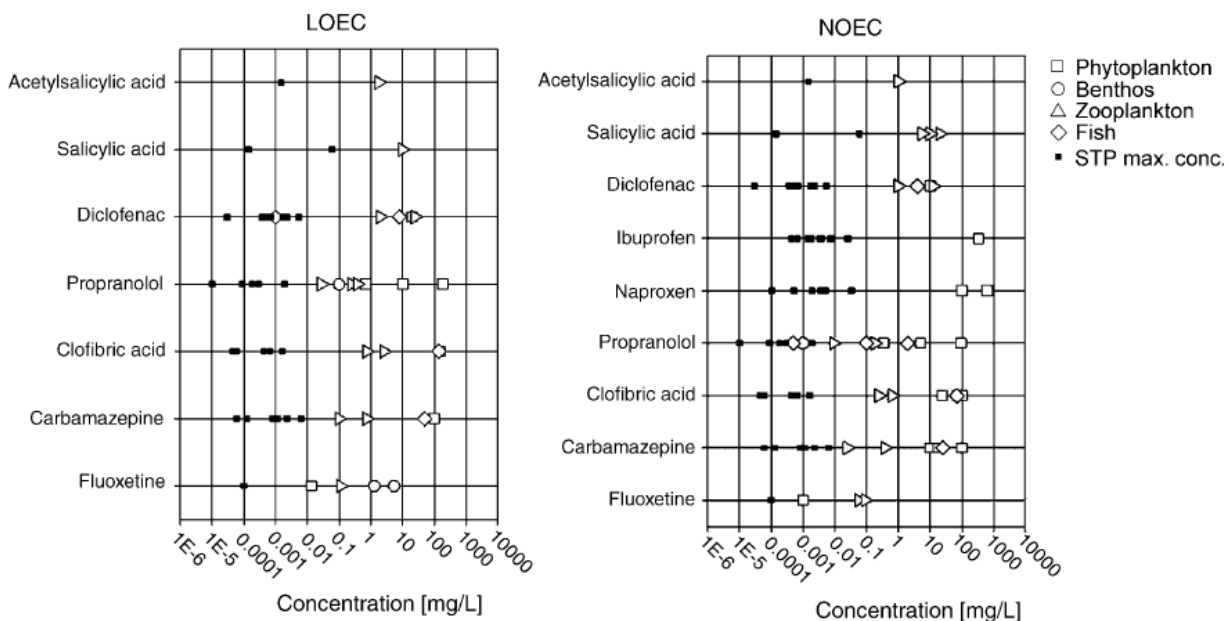 LOEC
Acetylsalicylic acid
Salicylic acid
Diclofenac
Propranolol
Clofibric acid
Carbamazepine
Fluoxetine
1E-6 1E-5 0.0001 0.001 0.01 0.1 1 10 100 1000 10000
Concentration [mg/L]
NOEC
Acetylsalicylic acid
Salicylic acid
Diclofenac
Ibuprofen
Naproxen
Propranolol
Clofibric acid
Carbamazepine
Fluoxetine
1E-6 1E-5 0.0001 0.001 0.01 0.1 1 10 100 1000 10000
Concentration [mg/L]
Phytoplankton
Benthos
Zooplankton
Fish
STP max. conc.